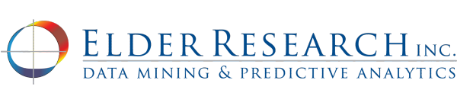 ELDER RESEARCH INC.
DATA MINING & PREDICTIVE ANALYTICS